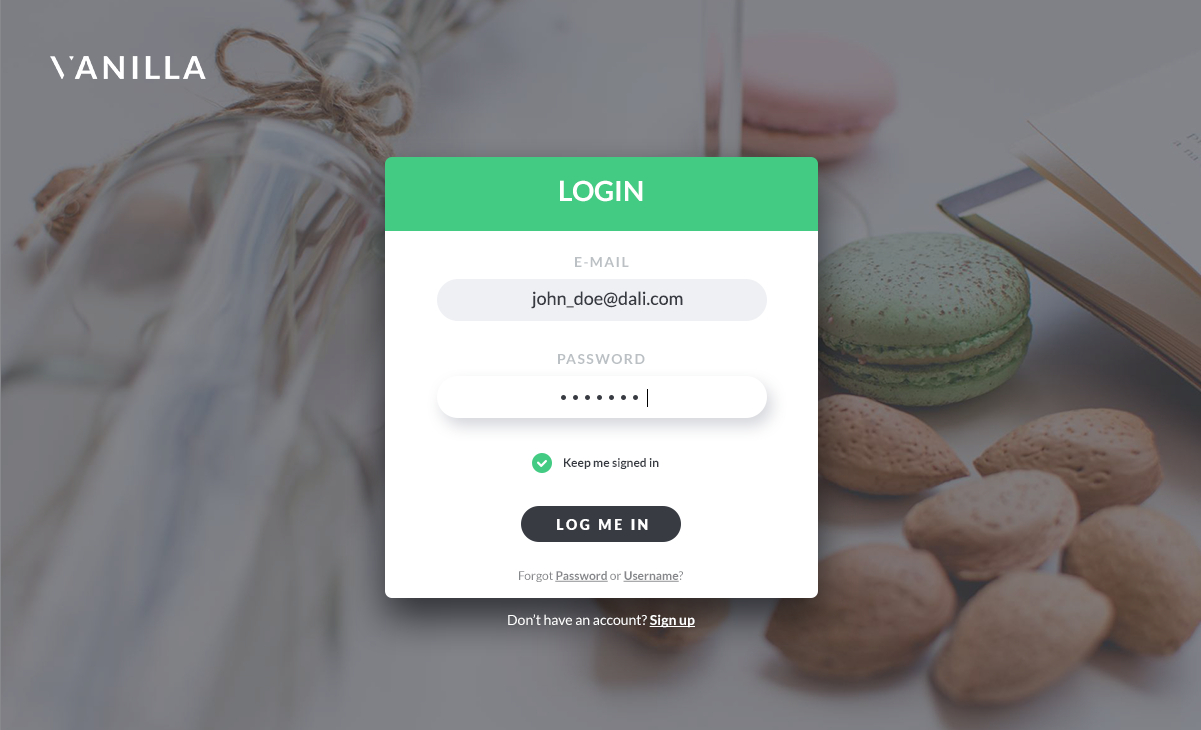 VANILLA
LOGIN
E-MAIL
john_doe@dali.com
PASSWORD
Keep me signed in
LOG ME IN
Forgot Password or Username?
Don't have an account? Sign up